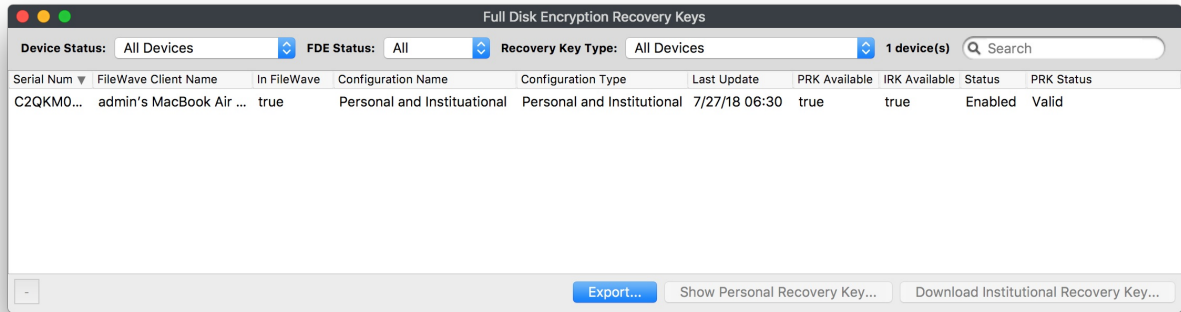 Full Disk Encryption Recovery Keys
Device Status: All Devices FDE Status: All Recovery Key Type: All Devices 1 device(s) Search
Serial Num FileWave Client Name In FileWave Configuration Name Configuration Type Last Update PRK Available IRK Available Status PRK Status
C2QKM0... admin's MacBook Air ... true Personal and Instituational Personal and Institutional 7/27/18 06:30 true true Enabled Valid
- Export... Show Personal Recovery Key... Download Institutional Recovery Key...